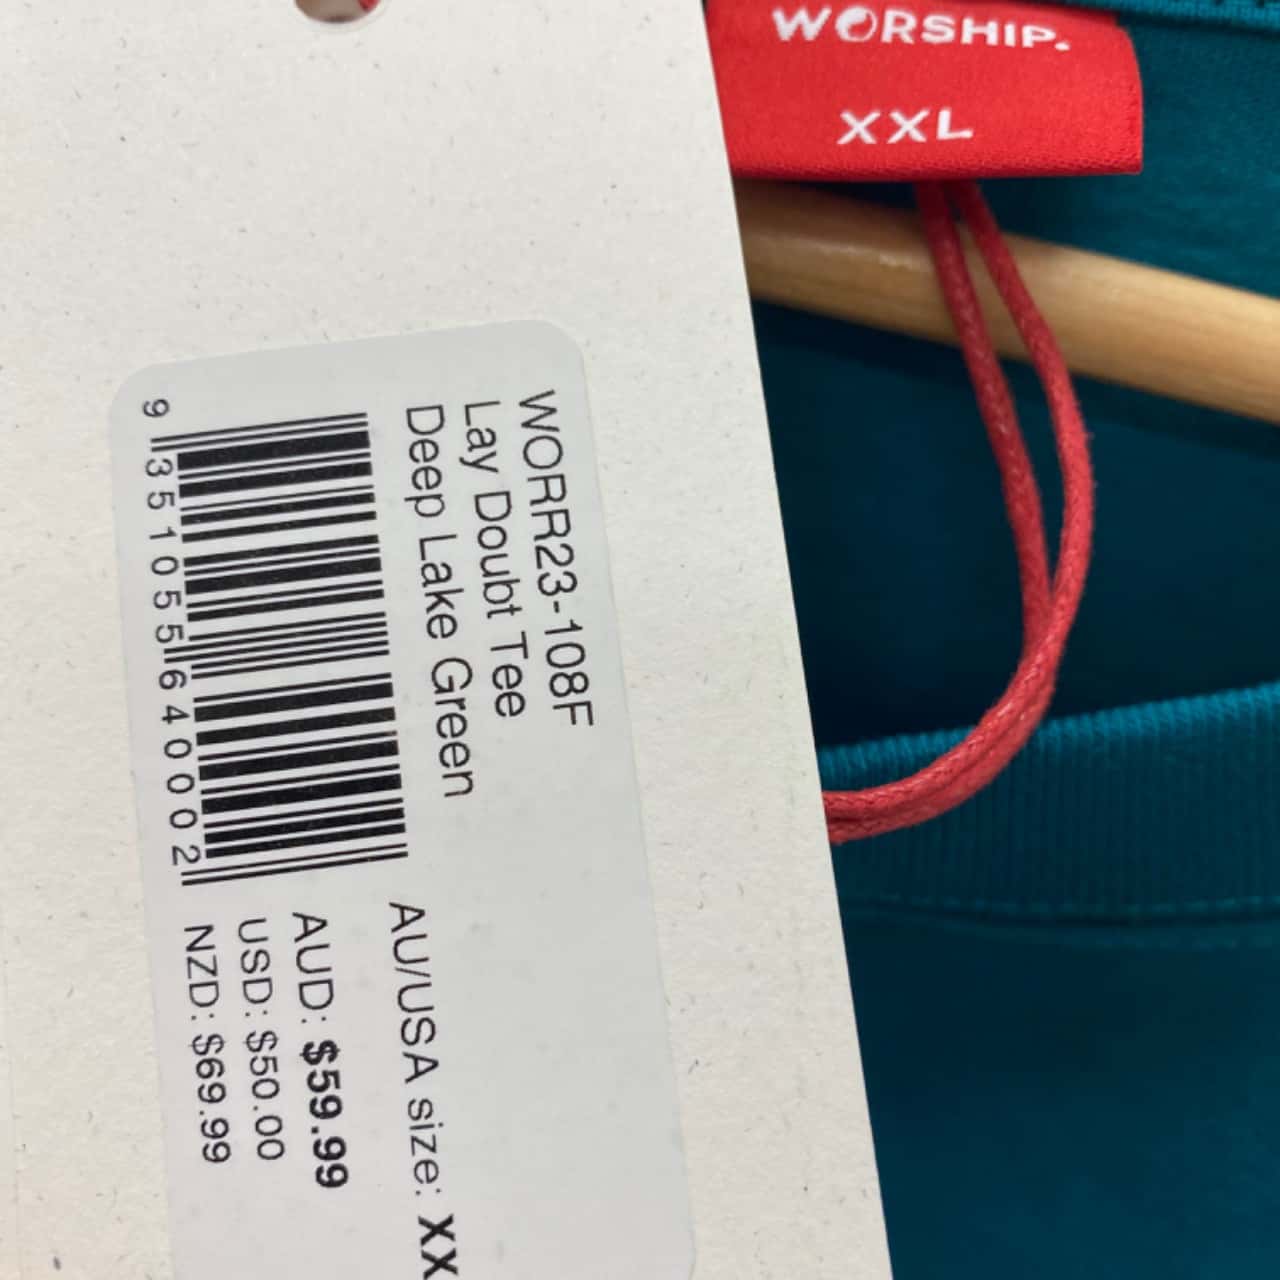 WORSHIP.
XXL
WORR23-108F
Lay Doubt Tee
Deep Lake Green
9 351055 640002
AU/USA size: XX
AUD: $59.99
USD: $50.00
NZD: $69.99